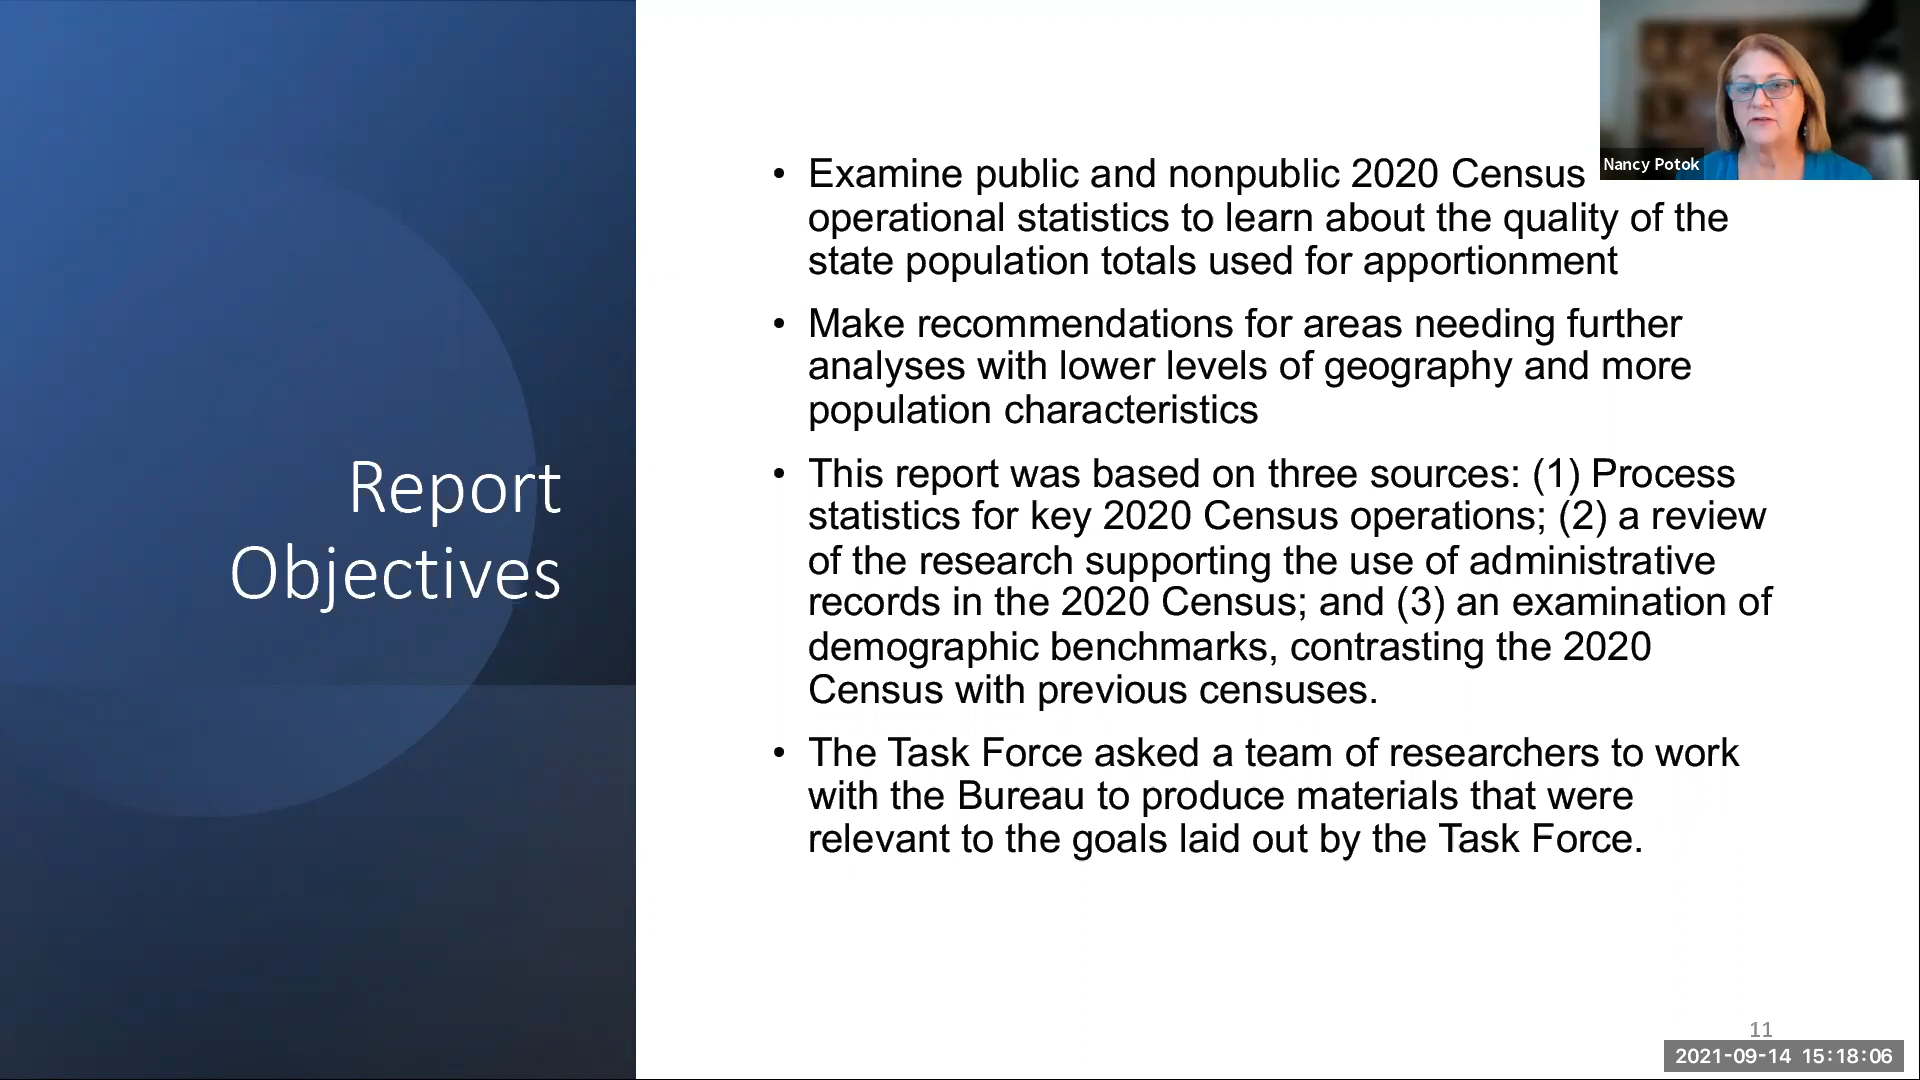 Report
Objectives
• Examine public and nonpublic 2020 Census
operational statistics to learn about the quality of the
state population totals used for apportionment
• Make recommendations for areas needing further
analyses with lower levels of geography and more
population characteristics
• This report was based on three sources: (1) Process
statistics for key 2020 Census operations; (2) a review
of the research supporting the use of administrative
records in the 2020 Census; and (3) an examination of
demographic benchmarks, contrasting the 2020
Census with previous censuses.
• The Task Force asked a team of researchers to work
with the Bureau to produce materials that were
relevant to the goals laid out by the Task Force.
Nancy Potok
11
2021-09-14 15:18:06